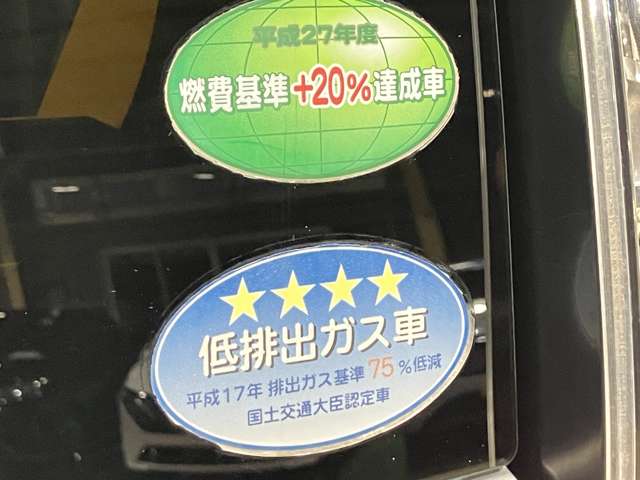 平成27年度
燃費基準+20%達成車
低排出ガス車
平成17年 排出ガス基準75%低減
国土交通大臣認定車